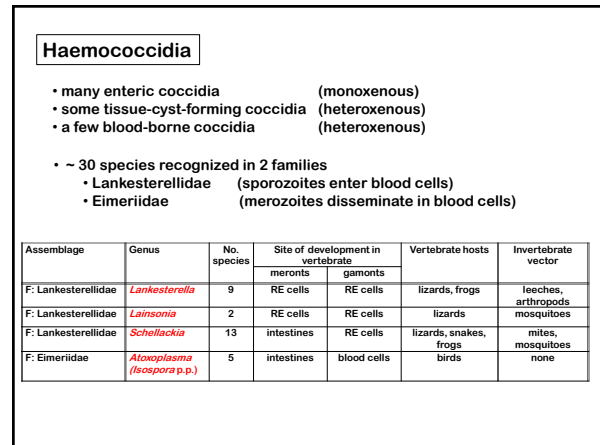 Haemococcidia
• many enteric coccidia (monoxenous)
• some tissue-cyst-forming coccidia (heteroxenous)
• a few blood-borne coccidia (heteroxenous)
• ~ 30 species recognized in 2 families
• Lankesterellidae (sporozoites enter blood cells)
• Eimeriidae (merozoites disseminate in blood cells)
Assemblage Genus No. species Site of development in vertebrate Vertebrate hosts Invertebrate vector
meronts gamonts
F: Lankesterellidae Lankesterella 9 RE cells RE cells lizards, frogs leeches, arthropods
F: Lankesterellidae Lainsonia 2 RE cells RE cells lizards mosquitoes
F: Lankesterellidae Schellackia 13 intestines RE cells lizards, snakes, frogs mites, mosquitoes
F: Eimeriidae Atoxoplasma (Isospora p.p.) 5 intestines blood cells birds none